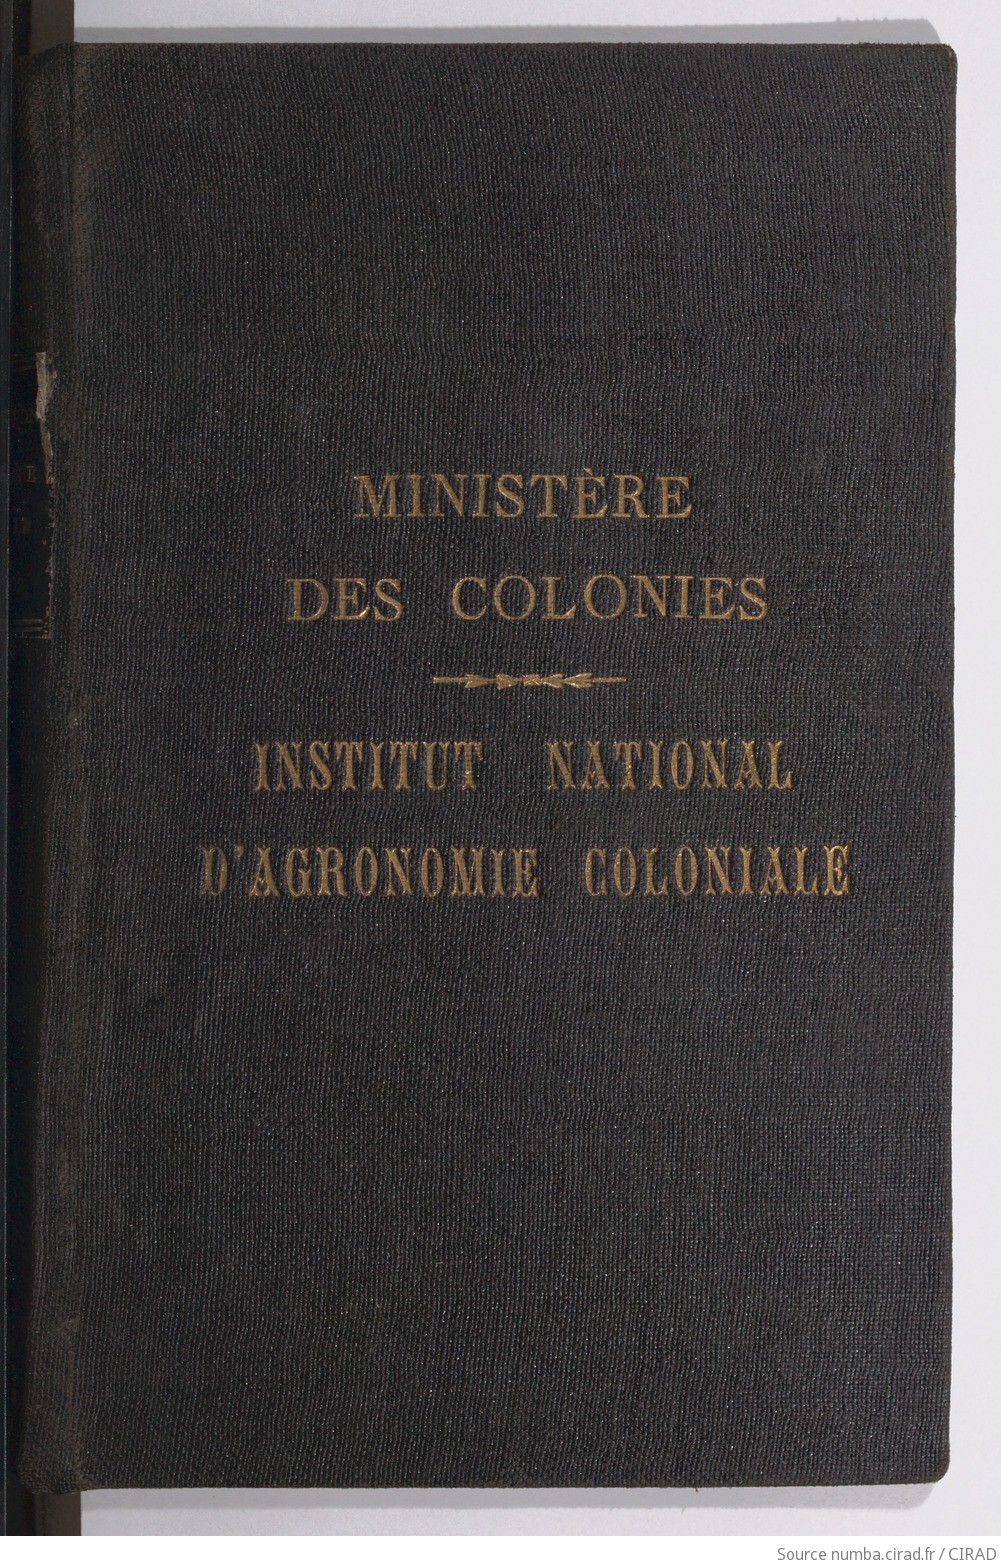 MINISTÈRE
DES COLONIES
INSTITUT NATIONAL
D'AGRONOMIE COLONIALE
Source numba.cirad.fr / CIRAD